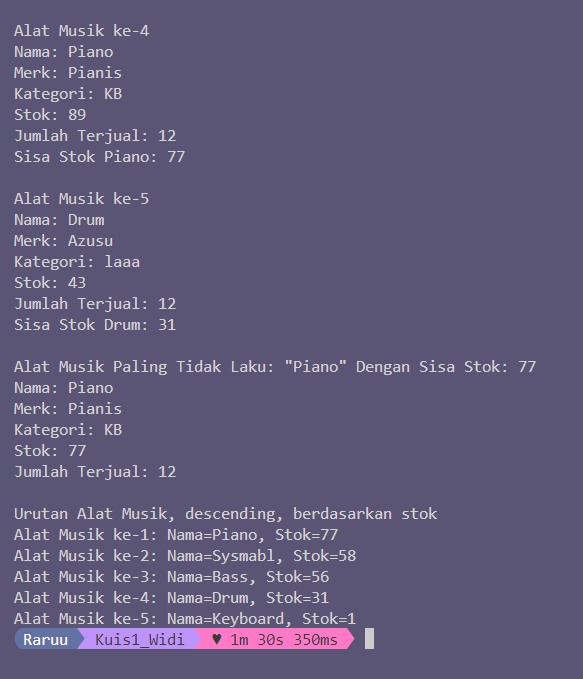 Alat Musik ke-4
Nama: Piano
Merk: Pianis
Kategori: KB
Stok: 89
Jumlah Terjual: 12
Sisa Stok Piano: 77
Alat Musik ke-5
Nama: Drum
Merk: Azusu
Kategori: laaa
Stok: 43
Jumlah Terjual: 12
Sisa Stok Drum: 31
Alat Musik Paling Tidak Laku: "Piano" Dengan Sisa Stok: 77
Nama: Piano
Merk: Pianis
Kategori: KB
Stok: 77
Jumlah Terjual: 12
Urutan Alat Musik, descending, berdasarkan stok
Alat Musik ke-1: Nama=Piano, Stok=77
Alat Musik ke-2: Nama=Sysmabl, Stok=58
Alat Musik ke-3: Nama=Bass, Stok=56
Alat Musik ke-4: Nama=Drum, Stok=31
Alat Musik ke-5: Nama=Keyboard, Stok=1
Raruu Kuis1_Widi ♥ 1m 30s 350ms